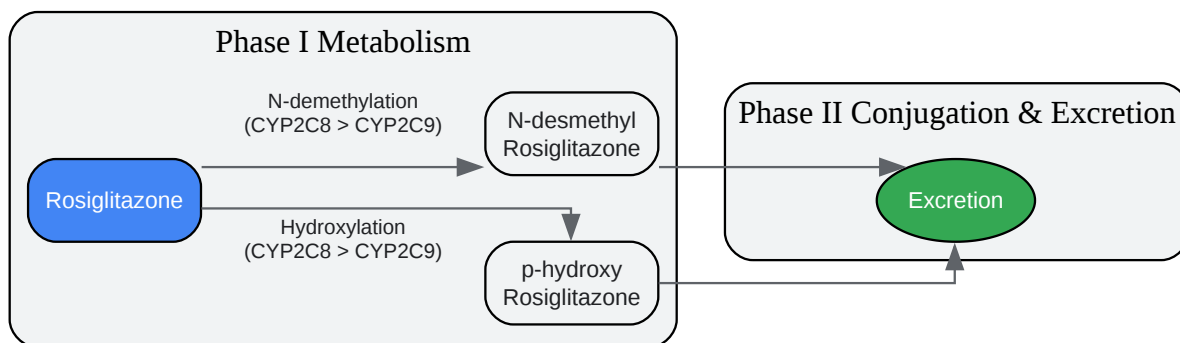 Phase I Metabolism
N-demethylation
(CYP2C8 > CYP2C9)
N-desmethyl
Rosiglitazone
Rosiglitazone
Hydroxylation
(CYP2C8 > CYP2C9)
p-hydroxy
Rosiglitazone
Phase II Conjugation & Excretion
Excretion